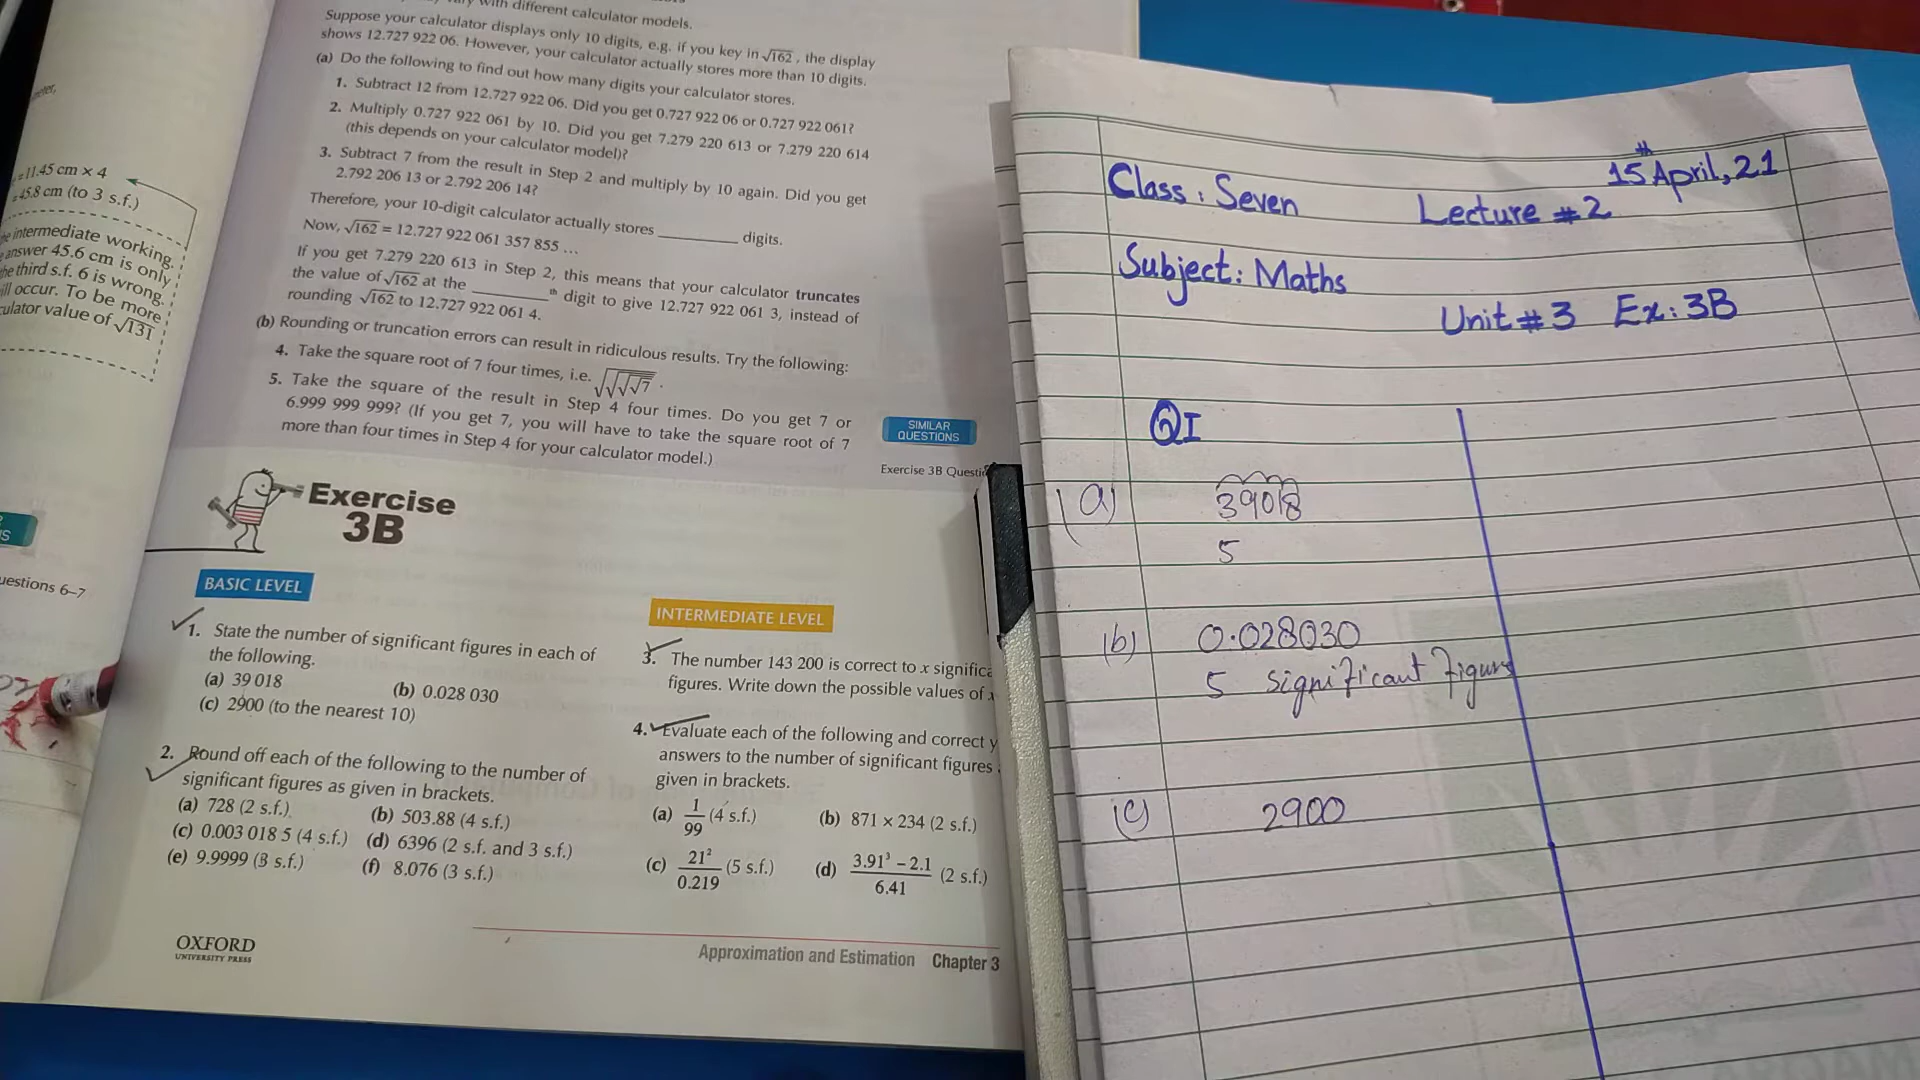 with different calculator models.
Suppose your calculator displays only 10 digits, e.g. if you key in √162, the display
shows 12.727 922 06. However, your calculator actually stores more than 10 digits.
(a) Do the following to find out how many digits your calculator stores.
1. Subtract 12 from 12.727 922 06. Did you get 0.727 922 06 or 0.727 922 061?
2. Multiply 0.727 922 061 by 10. Did you get 7.279 220 613 or 7.279 220 614
(this depends on your calculator model)?
3. Subtract 7 from the result in Step 2 and multiply by 10 again. Did you get
2.792 206 13 or 2.792 206 14?
Therefore, your 10-digit calculator actually stores ________ digits.
Now, √162 = 12.727 922 061 357 855 ...
If you get 7.279 220 613 in Step 2, this means that your calculator truncates
the value of √162 at the ________th digit to give 12.727 922 061 3, instead of
rounding √162 to 12.727 922 061 4.
(b) Rounding or truncation errors can result in ridiculous results. Try the following:
4. Take the square root of 7 four times, i.e. √√√√7 .
5. Take the square of the result in Step 4 four times. Do you get 7 or
6.999 999 999? (If you get 7, you will have to take the square root of 7
more than four times in Step 4 for your calculator model.)
SIMILAR
QUESTIONS
Exercise 3B
= 11.45 cm × 4
= 45.8 cm (to 3 s.f.)
intermediate working,
answer 45.6 cm is only
the third s.f. 6 is wrong.
occur. To be more
value of √131
6–7
Exercise
3B
BASIC LEVEL
1. State the number of significant figures in each of
the following.
(a) 39 018
(b) 0.028 030
(c) 2900 (to the nearest 10)
2. Round off each of the following to the number of
significant figures as given in brackets.
(a) 728 (2 s.f.)
(b) 503.88 (4 s.f.)
(c) 0.003 018 5 (4 s.f.)
(d) 6396 (2 s.f. and 3 s.f.)
(e) 9.9999 (3 s.f.)
(f) 8.076 (3 s.f.)
INTERMEDIATE LEVEL
3. The number 143 200 is correct to x
figures. Write down the possible values of
4. Evaluate each of the following and correct
answers to the number of significant figures
given in brackets.
(a) 1/99 (4 s.f.)
(b) 871 × 234 (2 s.f.)
(c) 21²/0.219 (5 s.f.)
(d) 3.91³ – 2.1/6.41 (2 s.f.)
OXFORD
UNIVERSITY PRESS
Approximation and Estimation Chapter 3
15th April, 21
Class: Seven Lecture #2
Subject: Maths
Unit #3 Ex: 3B
Q1
(a) 39018
5
(b) 0.028030
5 significant figures
(c) 2900